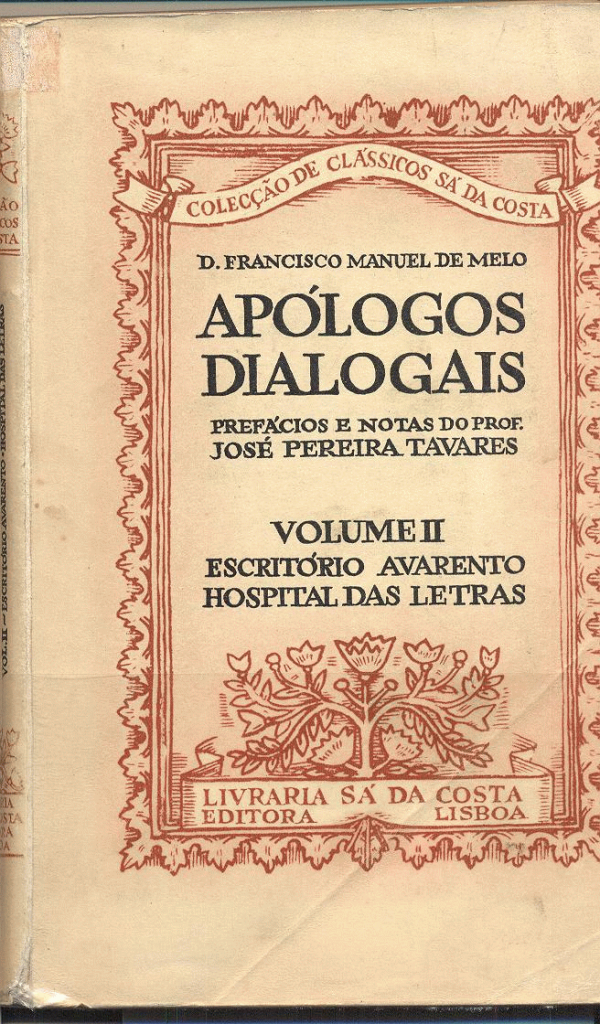 COLECÇÃO DE CLÁSSICOS SÁ DA COSTA
D. FRANCISCO MANUEL DE MELO
APÓLOGOS
DIALOGAIS
PREFÁCIOS E NOTAS DO PROF.
JOSÉ PEREIRA TAVARES
VOLUME II
ESCRITÓRIO AVARENTO
HOSPITAL DAS LETRAS
LIVRARIA SÁ DA COSTA
EDITORA LISBOA
VOL. II - ESCRITÓRIO AVARENTO · HOSPITAL DAS LETRAS